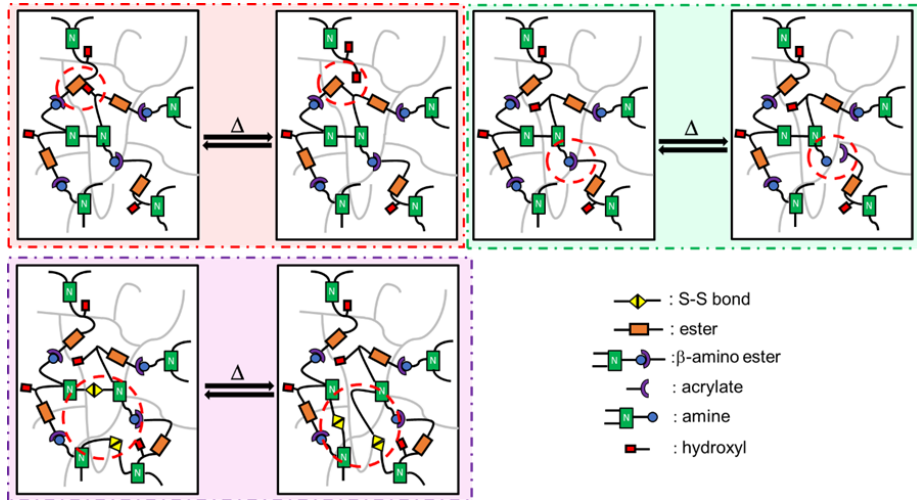 N N N N
N N N N
Δ Δ
N N N N N N N N
N N N N N N N N
N N
N N
Δ
N N N N
N N
N N
: S-S bond
: ester
N :β-amino ester
: acrylate
N : amine
: hydroxyl